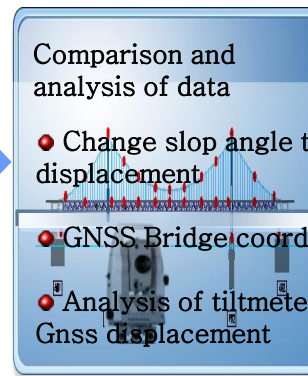 Comparison and
analysis of data
Change slop angle t
displacement
GNSS Bridge coord
Analysis of tiltmete
Gnss displacement